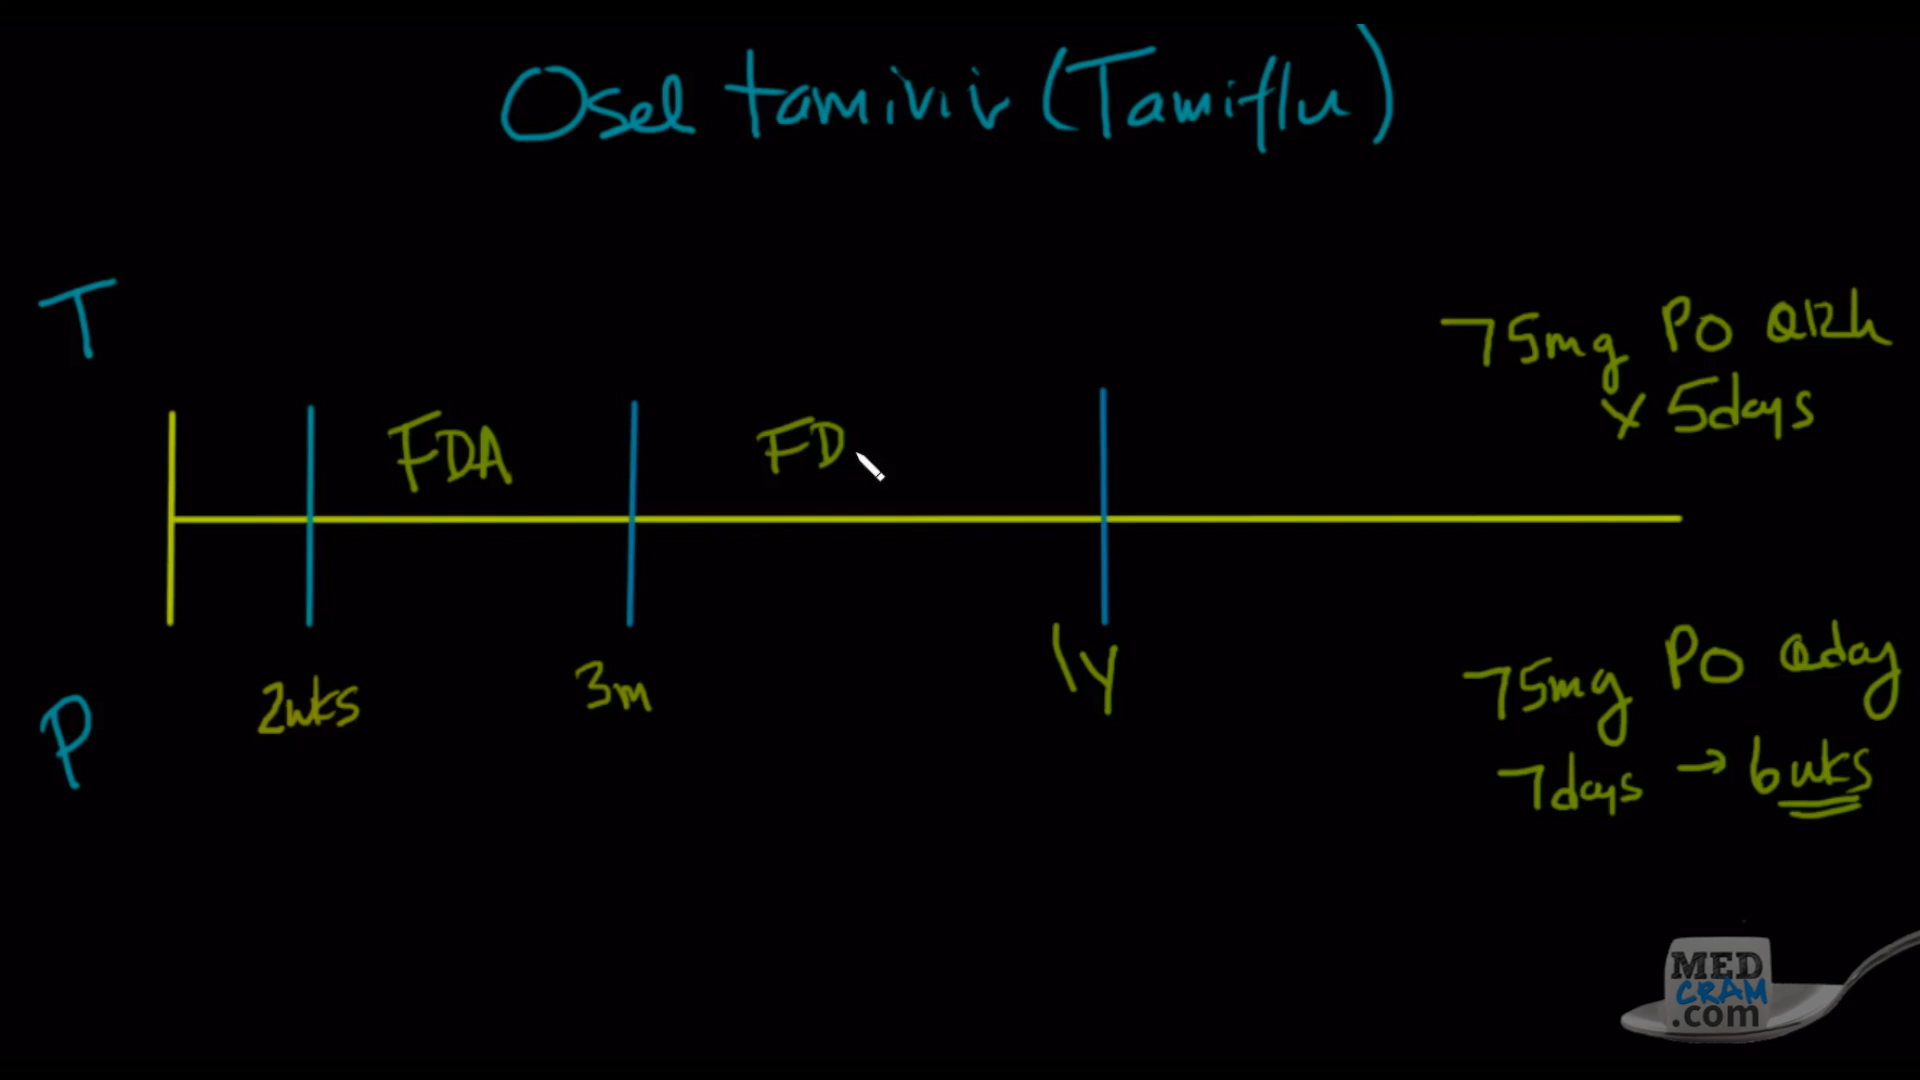 Oseltamivir (Tamiflu)
T
75mg PO Q12h
x 5days
FDA
FD
2wks
3m
1y
P
75mg PO Qday
7days → 6wks
MED
CRAM
.com